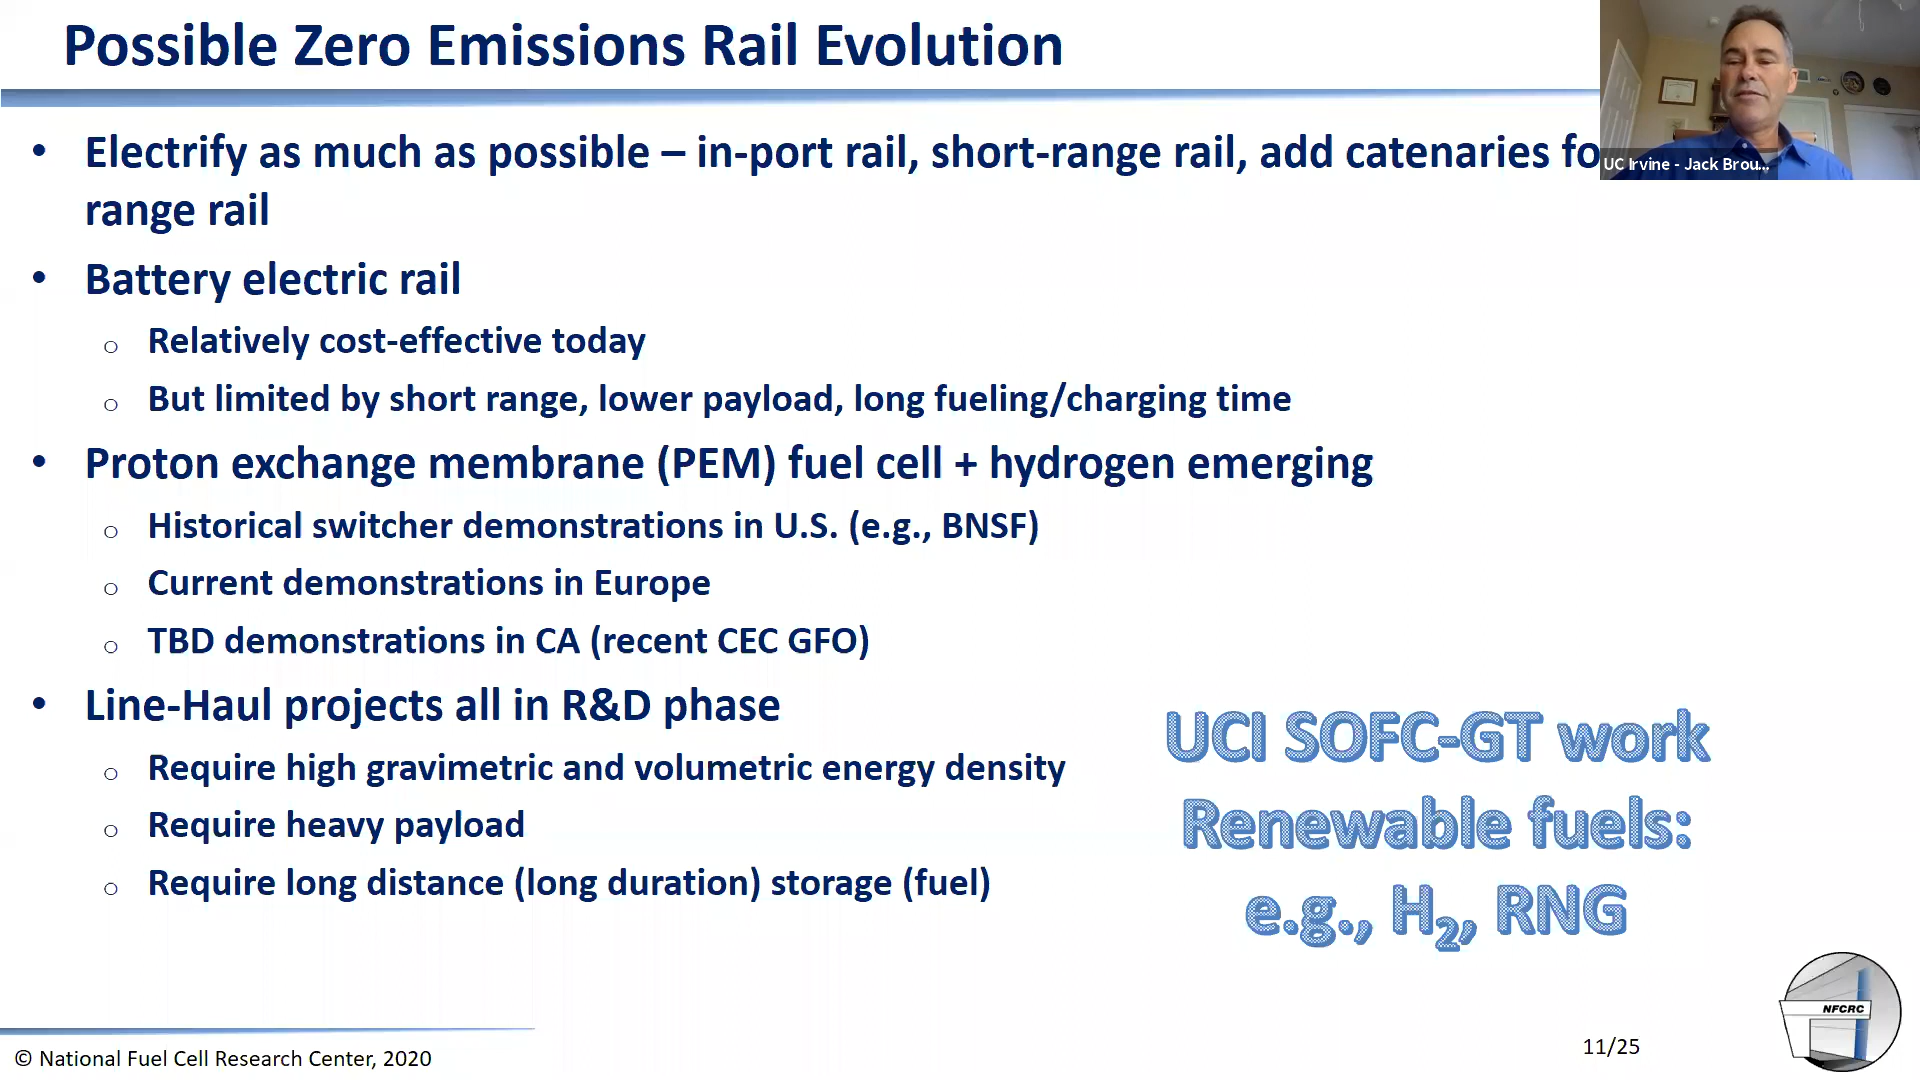 Possible Zero Emissions Rail Evolution
• Electrify as much as possible – in-port rail, short-range rail, add catenaries fo
range rail
• Battery electric rail
o Relatively cost-effective today
o But limited by short range, lower payload, long fueling/charging time
• Proton exchange membrane (PEM) fuel cell + hydrogen emerging
o Historical switcher demonstrations in U.S. (e.g., BNSF)
o Current demonstrations in Europe
o TBD demonstrations in CA (recent CEC GFO)
• Line-Haul projects all in R&D phase
o Require high gravimetric and volumetric energy density
o Require heavy payload
o Require long distance (long duration) storage (fuel)
UCI SOFC-GT work
Renewable fuels:
e.g., H₂, RNG
UC Irvine - Jack Brou...
NFCRC
© National Fuel Cell Research Center, 2020
11/25